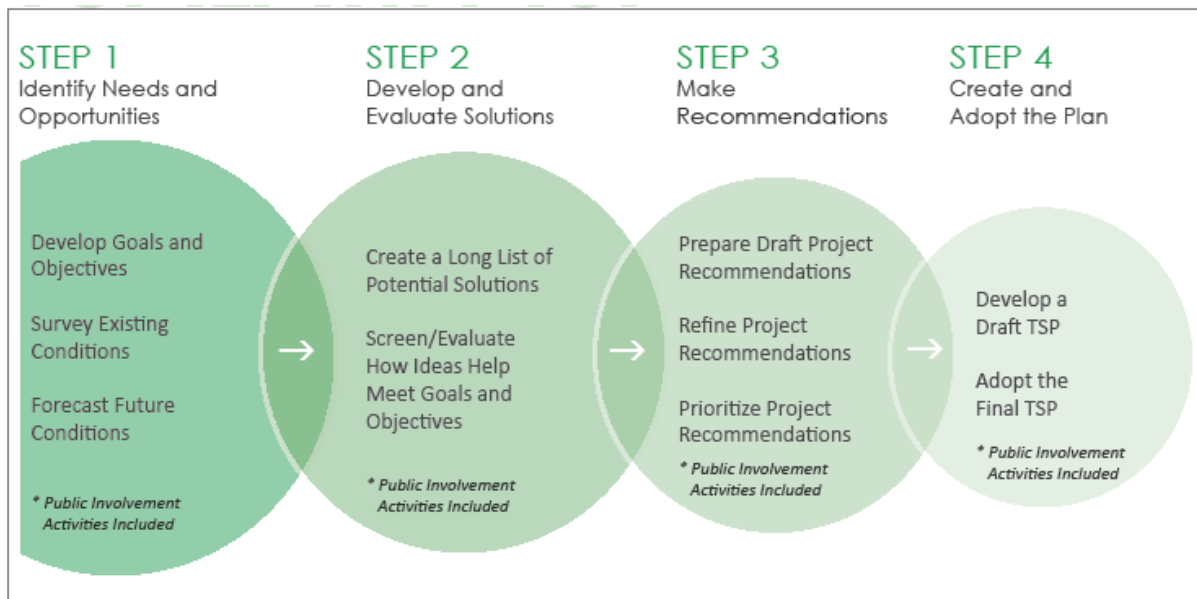 STEP 1
Identify Needs and
Opportunities
Develop Goals and
Objectives
Survey Existing
Conditions
Forecast Future
Conditions
* Public Involvement
Activities Included
STEP 2
Develop and
Evaluate Solutions
Create a Long List of
Potential Solutions
Screen/Evaluate
How Ideas Help
Meet Goals and
Objectives
* Public Involvement
Activities Included
STEP 3
Make
Recommendations
Prepare Draft Project
Recommendations
Refine Project
Recommendations
Prioritize Project
Recommendations
* Public Involvement
Activities Included
STEP 4
Create and
Adopt the Plan
Develop a
Draft TSP
Adopt the
Final TSP
* Public Involvement
Activities Included